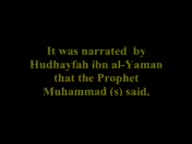 It was narrated by
Hudhayfah ibn al-Yaman
that the Prophet
Muhammad (s) said,